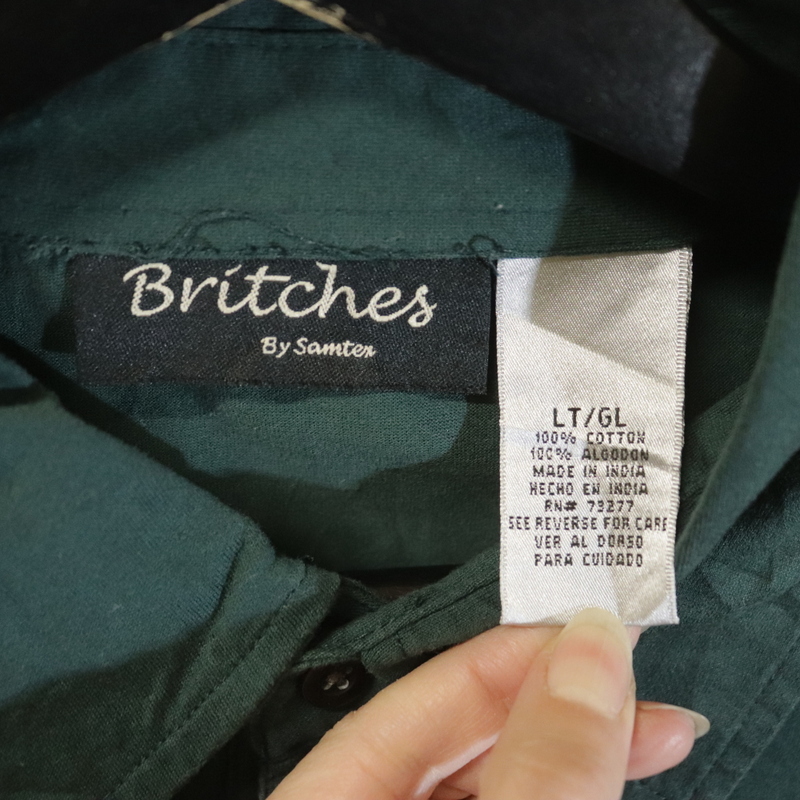 Britches
By Samtex
LT/GL
100% COTTON
100% ALGODON
MADE IN INDIA
HECHO EN INDIA
RN# 73277
SEE REVERSE FOR CARE
VER AL DORSO
PARA CUIDADO